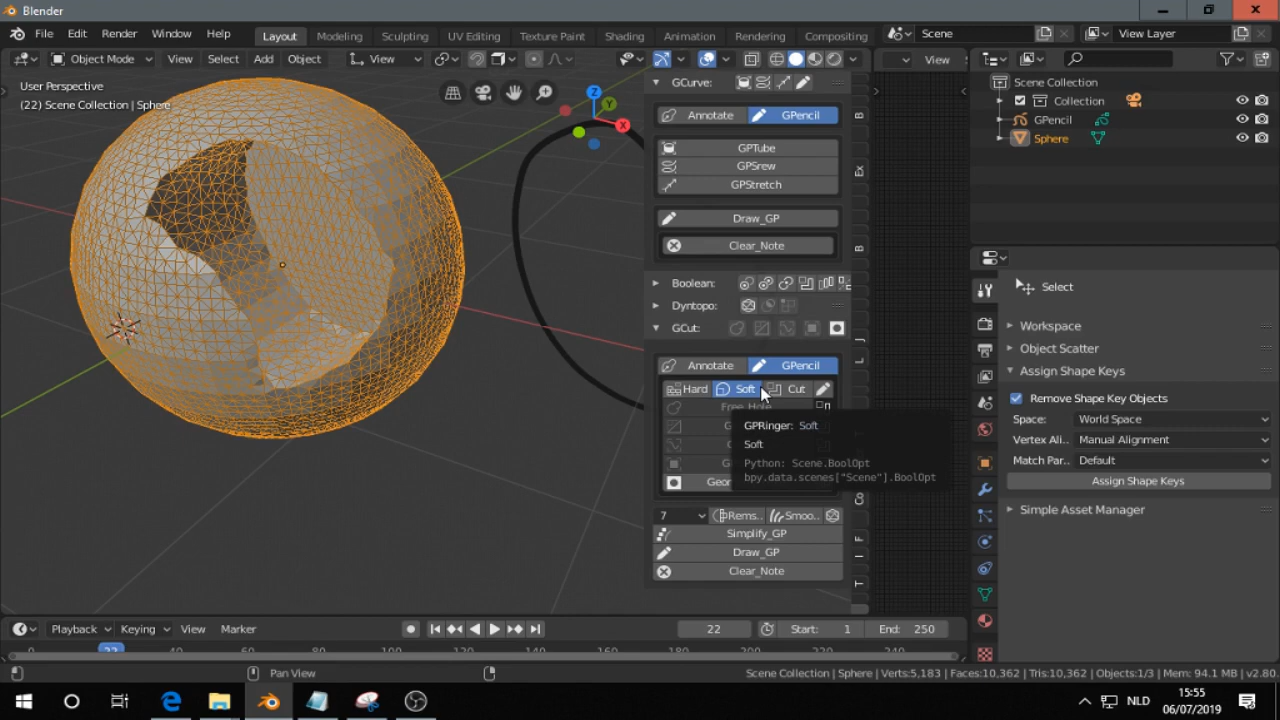 Blender
File Edit Render Window Help
Layout Modeling Sculpting UV Editing Texture Paint Shading Animation Rendering Compositing
Scene
View Layer
Object Mode View Select Add Object
View
View
User Perspective
(22) Scene Collection | Sphere
Z
Y
X
GCurve:
Annotate GPencil
GPTube
GPSrew
GPStretch
Draw_GP
Clear_Note
Boolean:
Dyntopo:
GCut:
Annotate GPencil
Hard Soft Cut
Free_Hole
GPRinger: Soft
Soft
Python: Scene.BoolOpt
bpy.data.scenes["Scene"].BoolOpt
Geor
7 Rems.. Smoo..
Simplify_GP
Draw_GP
Clear_Note
Scene Collection
Collection
GPencil
Sphere
Select
Workspace
Object Scatter
Assign Shape Keys
Remove Shape Key Objects
Space: World Space
Vertex Ali.. Manual Alignment
Match Par.. Default
Assign Shape Keys
Simple Asset Manager
Playback Keying View Marker
22
Start: 1
End: 250
22
Pan View
Scene Collection | Sphere | Verts:5,183 | Faces:10,362 | Tris:10,362 | Objects:1/3 | Mem: 94.1 MB | v2.80.
NLD
15:55
06/07/2019